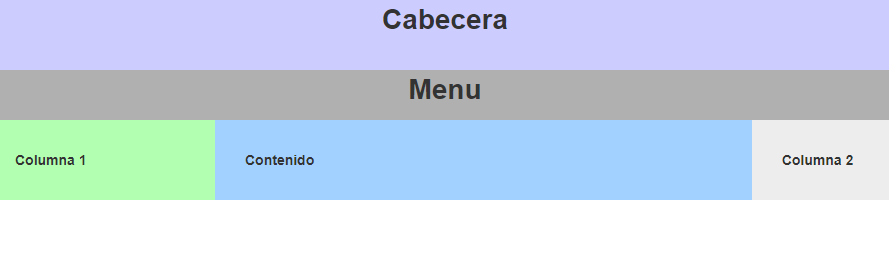 Cabecera
Menu
Columna 1
Contenido
Columna 2